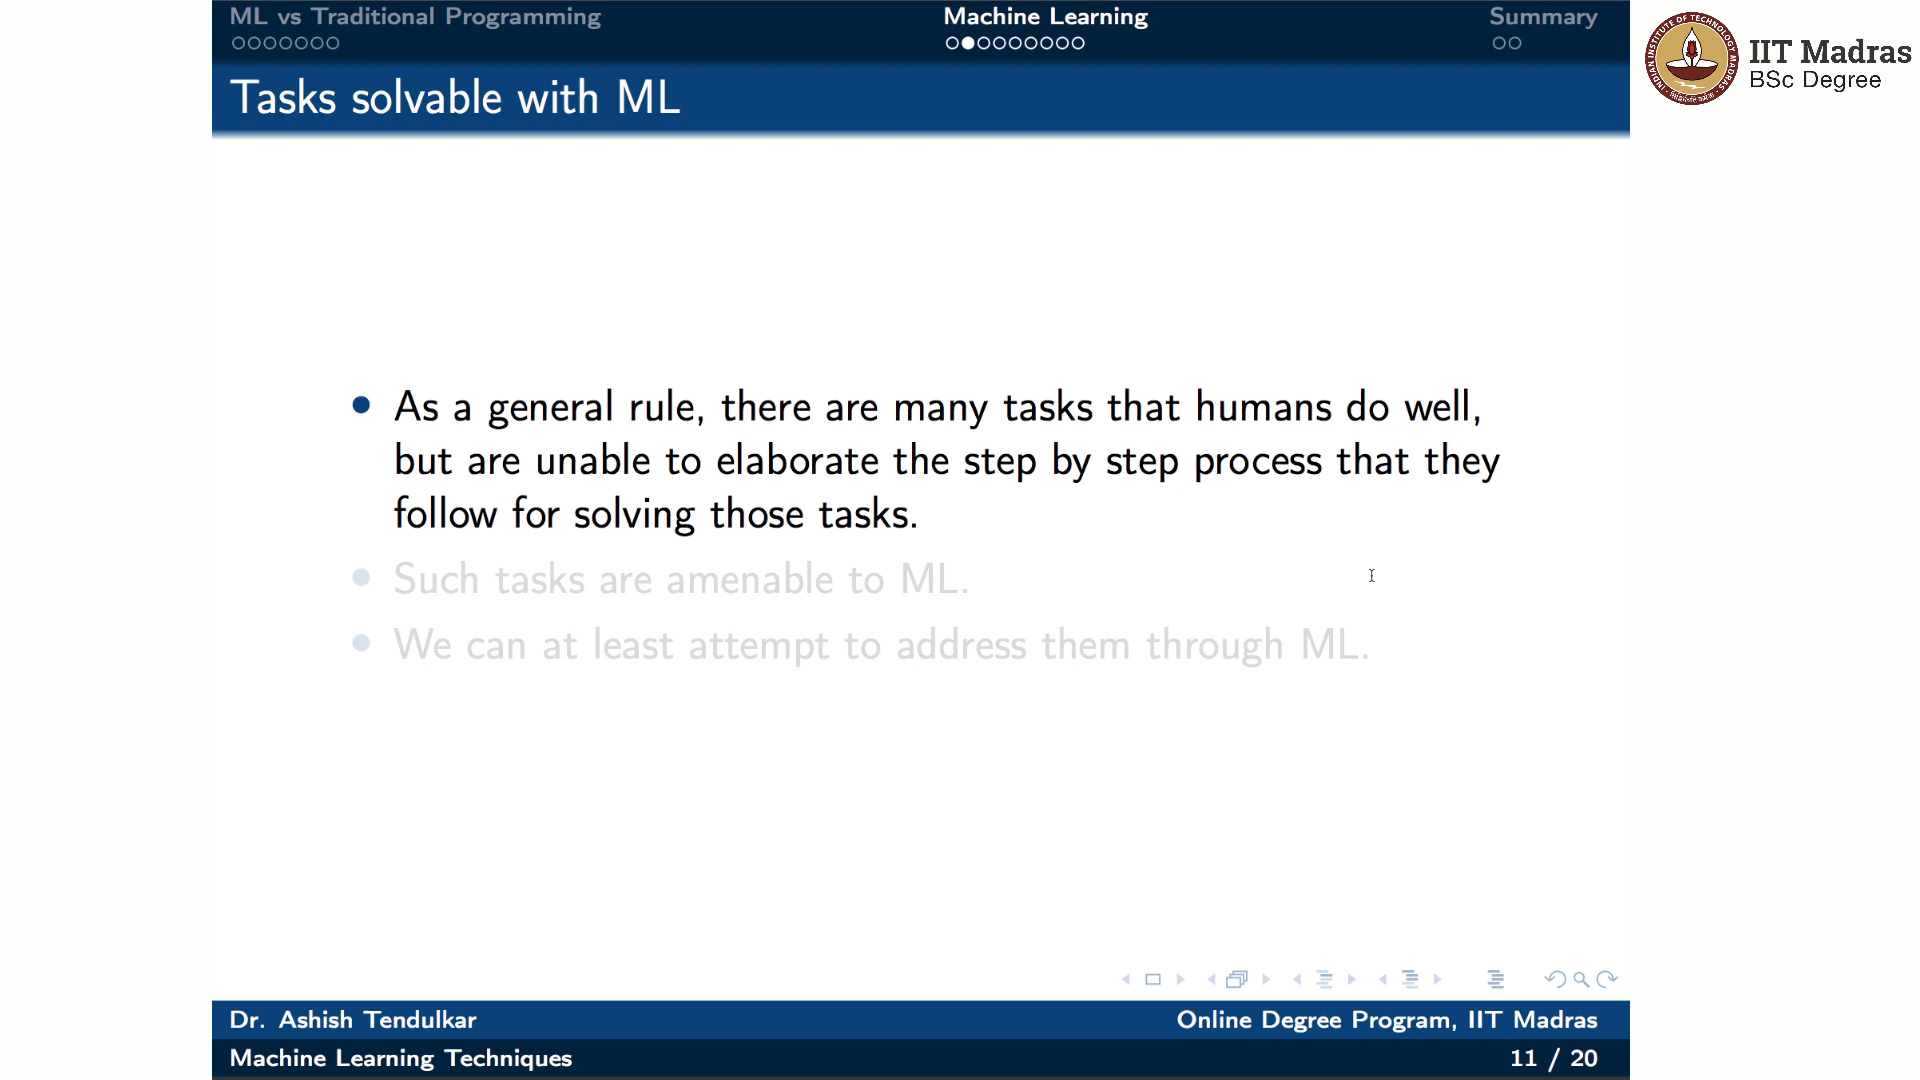 ML vs Traditional Programming
Machine Learning
Summary
IIT Madras
BSc Degree
Tasks solvable with ML
As a general rule, there are many tasks that humans do well,
but are unable to elaborate the step by step process that they
follow for solving those tasks.
Such tasks are amenable to ML.
We can at least attempt to address them through ML.
Dr. Ashish Tendulkar
Online Degree Program, IIT Madras
Machine Learning Techniques
11 / 20